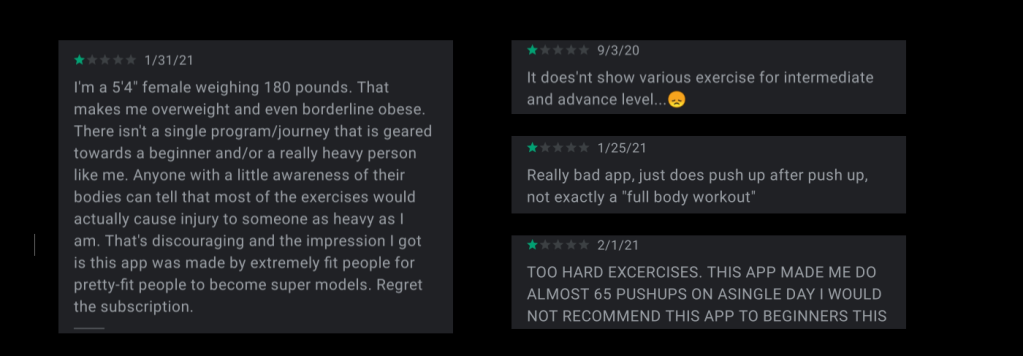 1/31/21
I'm a 5'4" female weighing 180 pounds. That
makes me overweight and even borderline obese.
There isn't a single program/journey that is geared
towards a beginner and/or a really heavy person
like me. Anyone with a little awareness of their
bodies can tell that most of the exercises would
actually cause injury to someone as heavy as I
am. That's discouraging and the impression I got
is this app was made by extremely fit people for
pretty-fit people to become super models. Regret
the subscription.
9/3/20
It does'nt show various exercise for intermediate
and advance level...😞
1/25/21
Really bad app, just does push up after push up,
not exactly a "full body workout"
2/1/21
TOO HARD EXCERCISES. THIS APP MADE ME DO
ALMOST 65 PUSHUPS ON ASINGLE DAY I WOULD
NOT RECOMMEND THIS APP TO BEGINNERS THIS